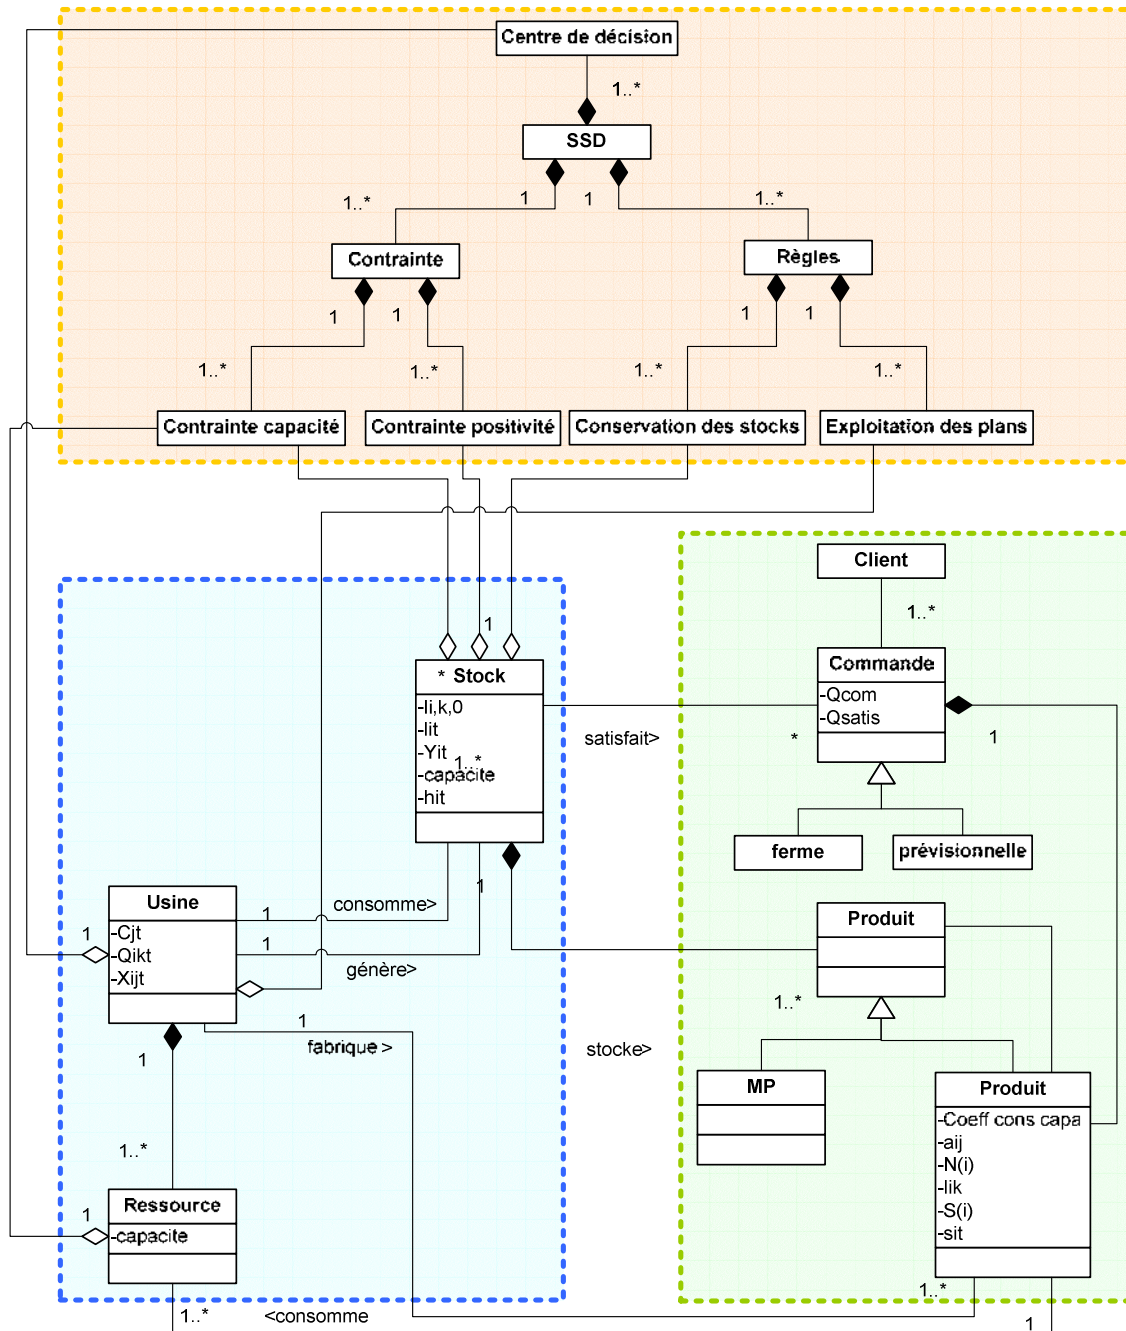 Centre de décision
1..*
SSD
1
1
1..*
1..*
Contrainte
Règles
1
1
1
1
1..*
1..*
1..*
1..*
Contrainte capacité
Contrainte positivité
Conservation des stocks
Exploitation des plans
Client
1..*
1
* Stock
-Ii,k,0
-Iit
-Yit
1..*
-capacite
-hit
Commande
-Qcom
-Qsatis
satisfait>
*
1
ferme
prévisionnelle
1
Usine
-Cjt
-Qikt
-Xijt
1
1
consomme>
1
génère>
Produit
1..*
1
fabrique >
stocke>
1
MP
Produit
-Coeff cons capa
-aij
-N(i)
-lik
-S(i)
-sit
1..*
Ressource
-capacite
1
1..*
<consomme
1..*
1